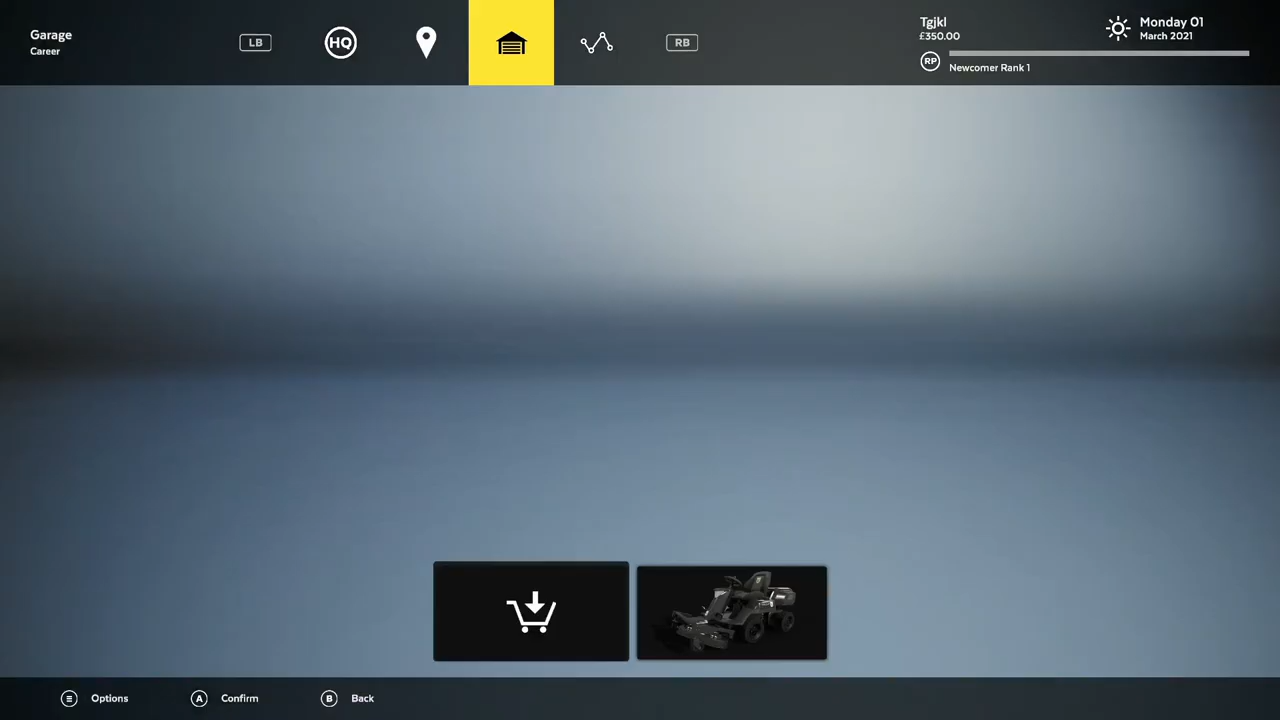 Garage
Career
LB
HQ
RB
Tgjkl
£350.00
RP
Newcomer Rank 1
Monday 01
March 2021
Options
A
Confirm
B
Back